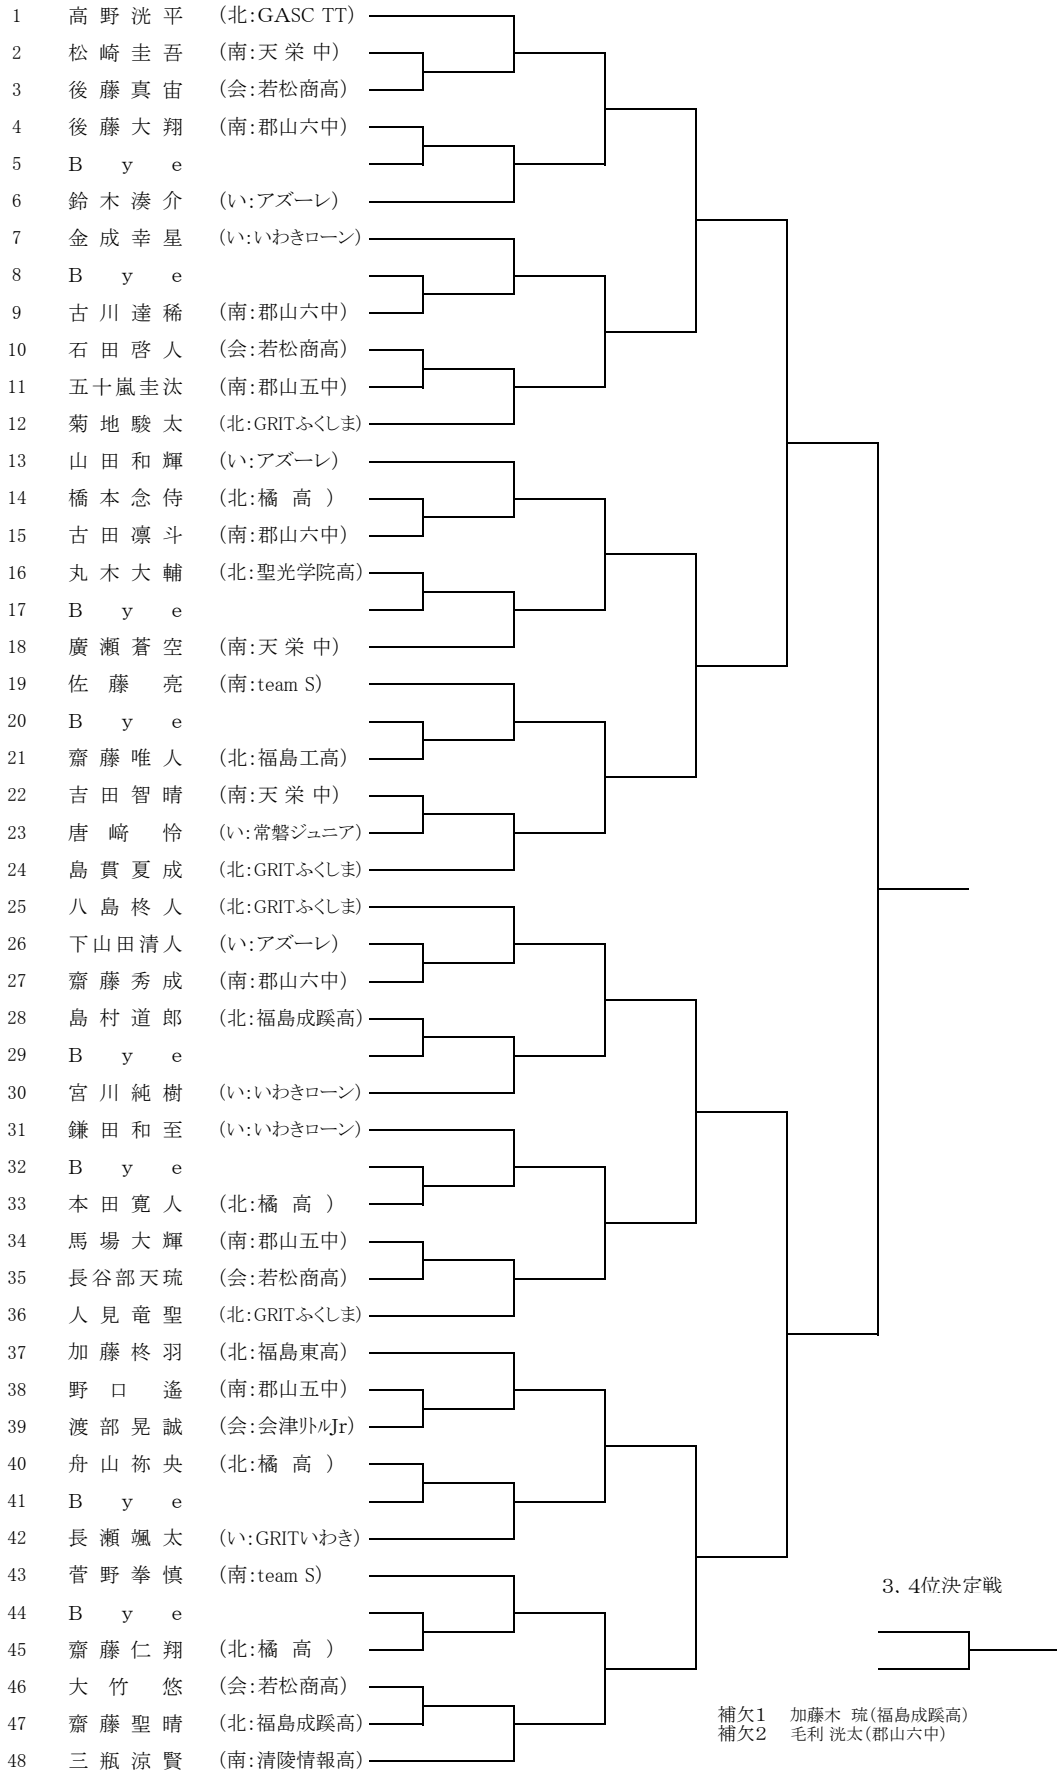 1 高野洸平 (北:GASC TT)
2 松崎圭吾 (南:天栄中)
3 後藤真宙 (会:若松商高)
4 後藤大翔 (南:郡山六中)
5 Bye
6 鈴木湊介 (い:アズーレ)
7 金成幸星 (い:いわきローン)
8 Bye
9 古川達稀 (南:郡山六中)
10 石田啓人 (会:若松商高)
11 五十嵐圭汰 (南:郡山五中)
12 菊地駿太 (北:GRITふくしま)
13 山田和輝 (い:アズーレ)
14 橋本念侍 (北:橘高)
15 古田凛斗 (南:郡山六中)
16 丸木大輔 (北:聖光学院高)
17 Bye
18 廣瀬蒼空 (南:天栄中)
19 佐藤亮 (南:team S)
20 Bye
21 齋藤唯人 (北:福島工高)
22 吉田智晴 (南:天栄中)
23 唐﨑怜 (い:常磐ジュニア)
24 島貫夏成 (北:GRITふくしま)
25 八島柊人 (北:GRITふくしま)
26 下山田清人 (い:アズーレ)
27 齋藤秀成 (南:郡山六中)
28 島村道郎 (北:福島成蹊高)
29 Bye
30 宮川純樹 (い:いわきローン)
31 鎌田和至 (い:いわきローン)
32 Bye
33 本田寛人 (北:橘高)
34 馬場大輝 (南:郡山五中)
35 長谷部天琉 (会:若松商高)
36 人見竜聖 (北:GRITふくしま)
37 加藤柊羽 (北:福島東高)
38 野口遙 (南:郡山五中)
39 渡部晃誠 (会:会津ﾘﾄﾙJr)
40 舟山祢央 (北:橘高)
41 Bye
42 長瀬颯太 (い:GRITいわき)
43 菅野拳慎 (南:team S)
3，4位決定戦
44 Bye
45 齋藤仁翔 (北:橘高)
46 大竹悠 (会:若松商高)
47 齋藤聖晴 (北:福島成蹊高)
48 三瓶涼賢 (南:清陵情報高)
補欠1 加藤木 琉(福島成蹊高)
補欠2 毛利 洸太(郡山六中)